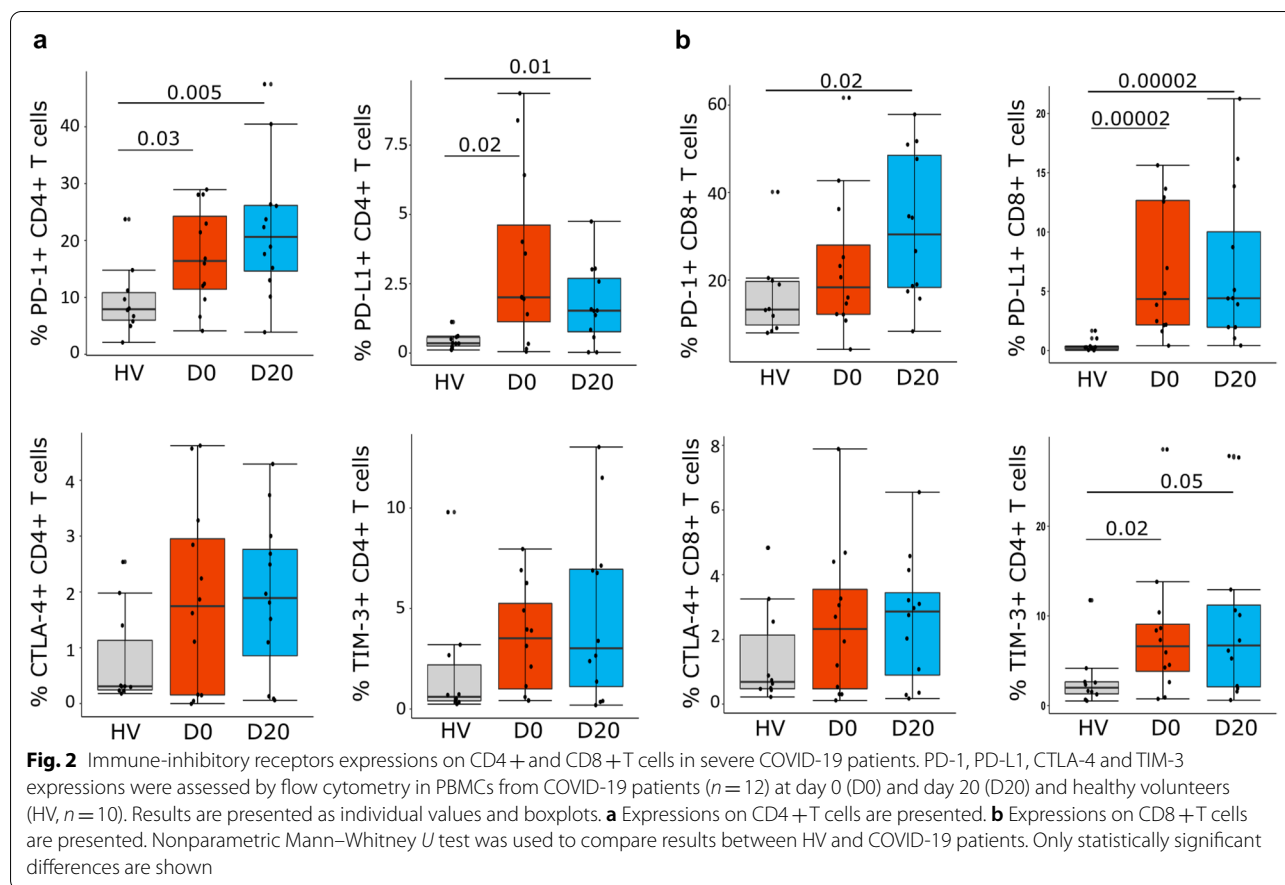 a
b
% PD-1+ CD4+ T cells
40
30
20
10
0
0.005
0.03
HV D0 D20
% PD-L1+ CD4+ T cells
7.5
5
2.5
0
0.01
0.02
HV D0 D20
% PD-1+ CD8+ T cells
60
40
20
0.02
HV D0 D20
% PD-L1+ CD8+ T cells
20
15
10
5
0
0.00002
0.00002
HV D0 D20
% CTLA-4+ CD4+ T cells
4
3
2
1
0
HV D0 D20
% TIM-3+ CD4+ T cells
10
5
0
HV D0 D20
% CTLA-4+ CD8+ T cells
8
6
4
2
0
HV D0 D20
% TIM-3+ CD4+ T cells
20
10
0
0.05
0.02
HV D0 D20
Fig. 2 Immune-inhibitory receptors expressions on CD4+ and CD8+T cells in severe COVID-19 patients. PD-1, PD-L1, CTLA-4 and TIM-3
expressions were assessed by flow cytometry in PBMCs from COVID-19 patients (n=12) at day 0 (D0) and day 20 (D20) and healthy volunteers
(HV, n=10). Results are presented as individual values and boxplots. a Expressions on CD4+T cells are presented. b Expressions on CD8+T cells
are presented. Nonparametric Mann–Whitney U test was used to compare results between HV and COVID-19 patients. Only statistically significant
differences are shown